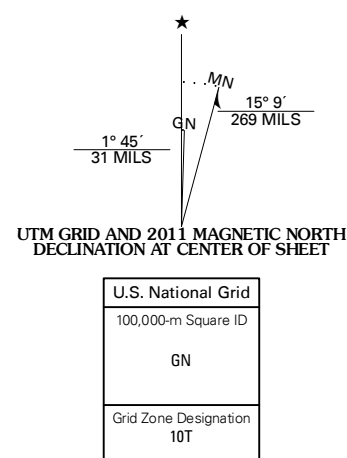 ★
MN
15° 9´
269 MILS
GN
1° 45´
31 MILS
UTM GRID AND 2011 MAGNETIC NORTH
DECLINATION AT CENTER OF SHEET
U.S. National Grid
100,000-m Square ID
GN
Grid Zone Designation
10T